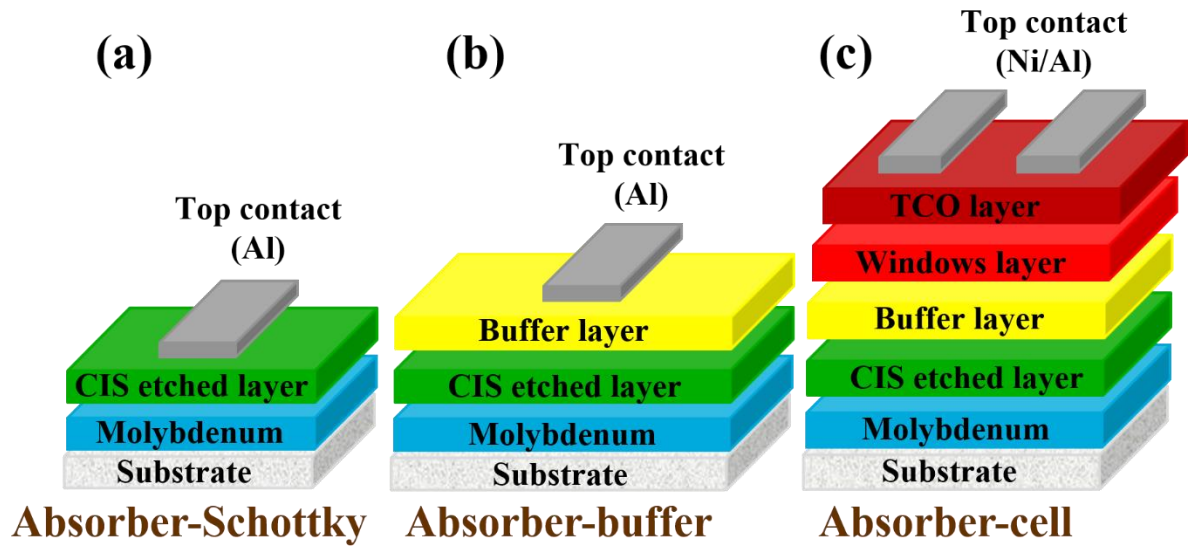 (a)
Top contact
(Al)
CIS etched layer
Molybdenum
Substrate
Absorber-Schottky
(b)
Top contact
(Al)
Buffer layer
CIS etched layer
Molybdenum
Substrate
Absorber-buffer
(c)
Top contact
(Ni/Al)
TCO layer
Windows layer
Buffer layer
CIS etched layer
Molybdenum
Substrate
Absorber-cell